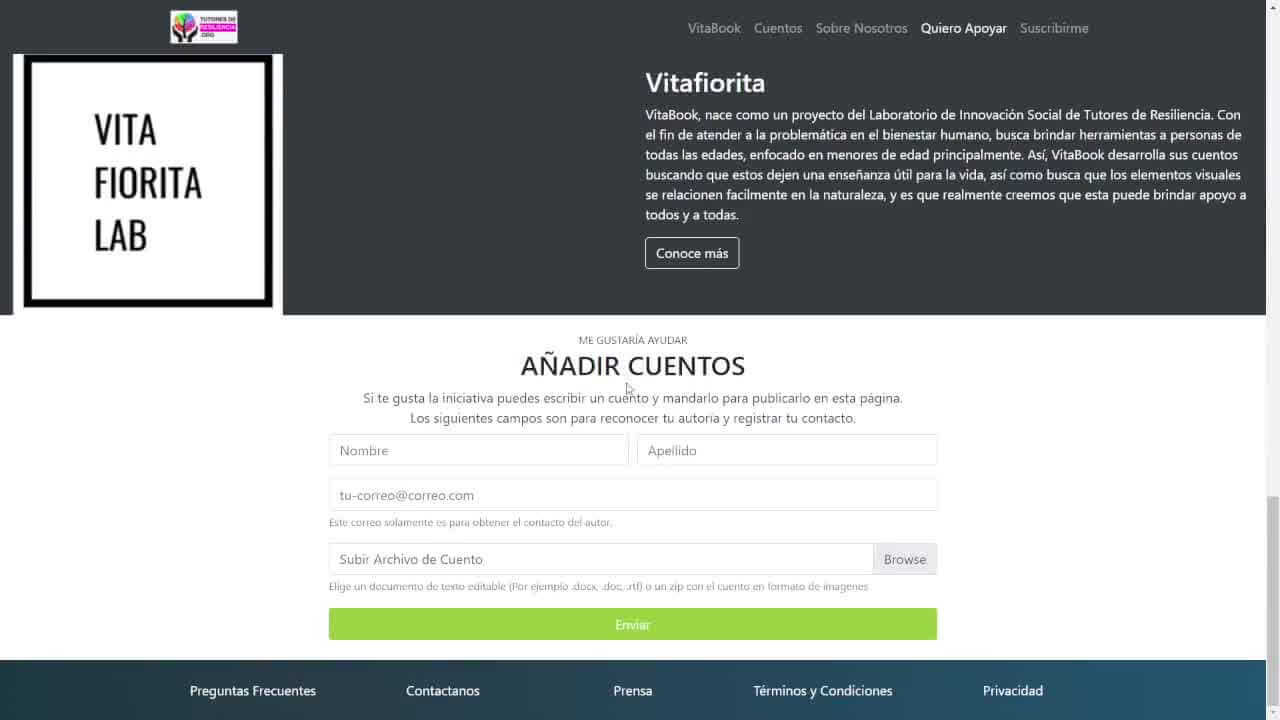 TUTORES DE
RESILIENCIA
.ORG
VitaBook Cuentos Sobre Nosotros Quiero Apoyar Suscribirme
VITA
FIORITA
LAB
Vitafiorita
VitaBook, nace como un proyecto del Laboratorio de Innovación Social de Tutores de Resiliencia. Con
el fin de atender a la problemática en el bienestar humano, busca brindar herramientas a personas de
todas las edades, enfocado en menores de edad principalmente. Así, VitaBook desarrolla sus cuentos
buscando que estos dejen una enseñanza útil para la vida, así como busca que los elementos visuales
se relacionen facilmente en la naturaleza, y es que realmente creemos que esta puede brindar apoyo a
todos y a todas.
Conoce más
ME GUSTARÍA AYUDAR
AÑADIR CUENTOS
Si te gusta la iniciativa puedes escribir un cuento y mandarlo para publicarlo en esta página.
Los siguientes campos son para reconocer tu autoría y registrar tu contacto.
Nombre Apellido
tu-correo@correo.com
Este correo solamente es para obtener el contacto del autor.
Subir Archivo de Cuento Browse
Elige un documento de texto editable (Por ejemplo .docx, .doc, .rtf) o un zip con el cuento en formato de imagenes
Enviar
Preguntas Frecuentes Contactanos Prensa Términos y Condiciones Privacidad